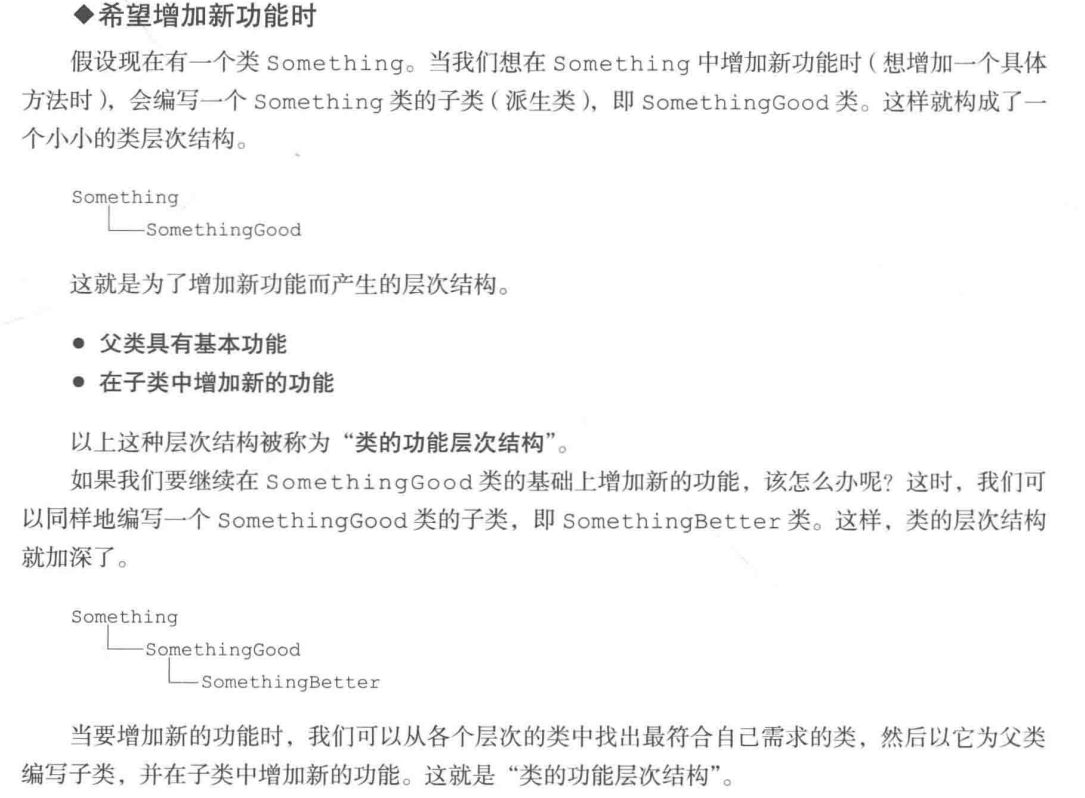 ◆希望增加新功能时
假设现在有一个类 Something。当我们想在 Something 中增加新功能时（想增加一个具体
方法时），会编写一个 Something 类的子类（派生类），即 SomethingGood 类。这样就构成了一
个小小的类层次结构。
Something
SomethingGood
这就是为了增加新功能而产生的层次结构。
● 父类具有基本功能
● 在子类中增加新的功能
以上这种层次结构被称为“类的功能层次结构”。
如果我们要继续在 SomethingGood 类的基础上增加新的功能，该怎么办呢？这时，我们可
以同样地编写一个 SomethingGood 类的子类，即 SomethingBetter 类。这样，类的层次结构
就加深了。
Something
SomethingGood
SomethingBetter
当要增加新的功能时，我们可以从各个层次的类中找出最符合自己需求的类，然后以它为父类
编写子类，并在子类中增加新的功能。这就是“类的功能层次结构”。